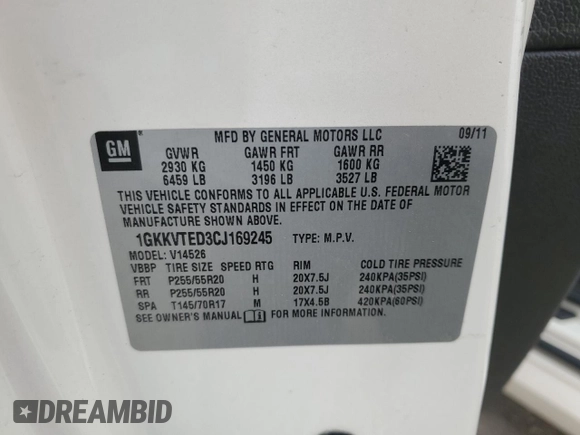 GM
MFD BY GENERAL MOTORS LLC 09/11
GVWR GAWR FRT GAWR RR
2930 KG 1450 KG 1600 KG
6459 LB 3196 LB 3527 LB
THIS VEHICLE CONFORMS TO ALL APPLICABLE U.S. FEDERAL MOTOR
VEHICLE SAFETY STANDARDS IN EFFECT ON THE DATE OF
MANUFACTURE SHOWN ABOVE.
1GKKVTED3CJ169245 TYPE: M.P.V.
MODEL: V14526
VBBP TIRE SIZE SPEED RTG RIM COLD TIRE PRESSURE
FRT P255/55R20 H 20X7.5J 240KPA(35PSI)
RR P255/55R20 H 20X7.5J 240KPA(35PSI)
SPA T145/70R17 M 17X4.5B 420KPA(60PSI)
SEE OWNER'S MANUAL FOR MORE INFORMATION.
DREAMBID